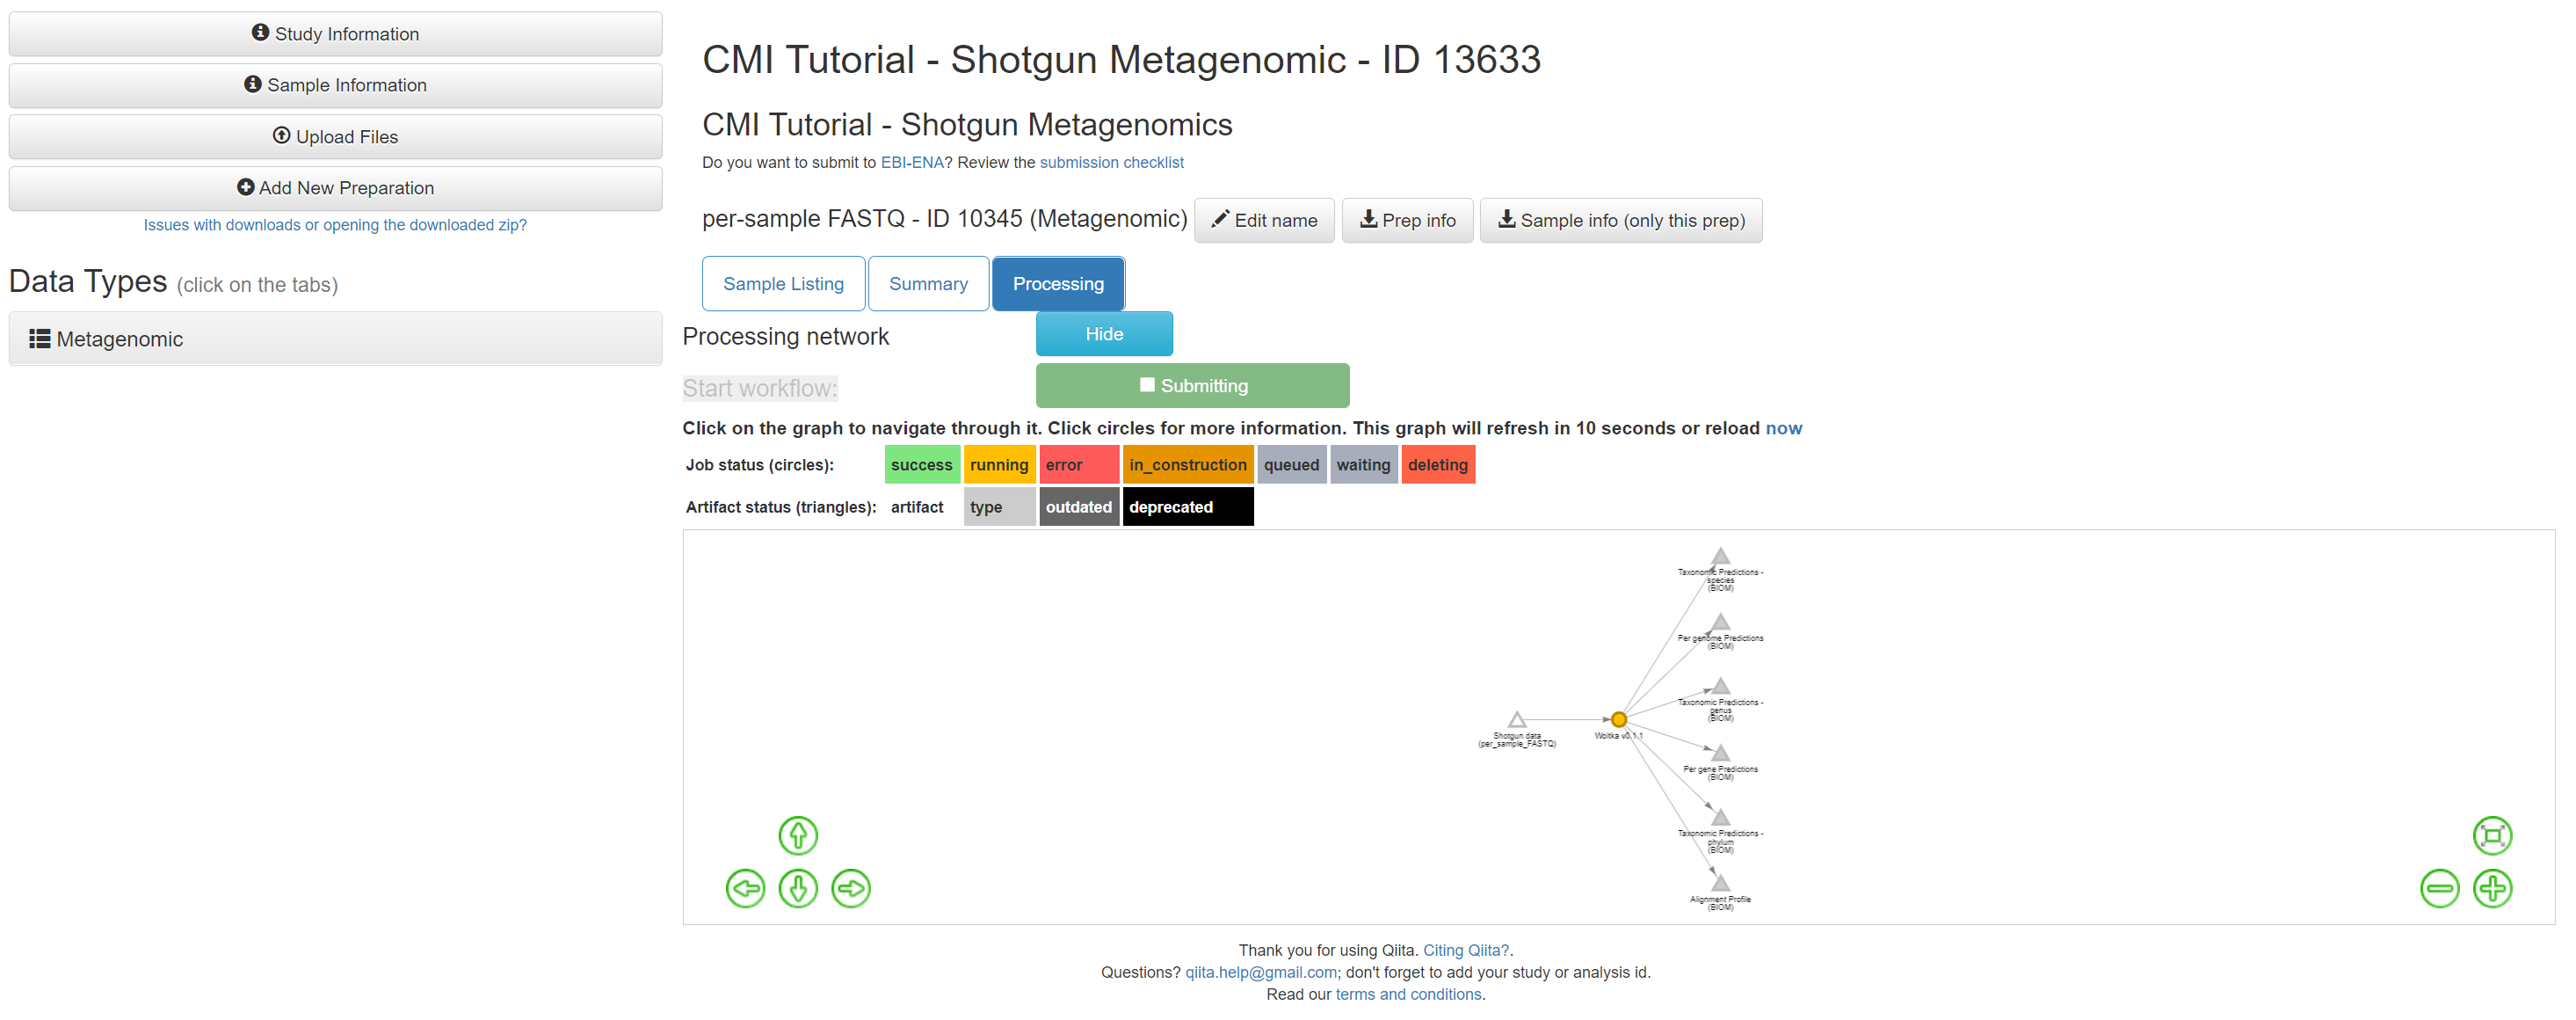 Study Information
Sample Information
Upload Files
Add New Preparation
Issues with downloads or opening the downloaded zip?
Data Types (click on the tabs)
Metagenomic
CMI Tutorial - Shotgun Metagenomic - ID 13633
CMI Tutorial - Shotgun Metagenomics
Do you want to submit to EBI-ENA? Review the submission checklist
per-sample FASTQ - ID 10345 (Metagenomic) Edit name Prep info Sample info (only this prep)
Sample Listing Summary Processing
Processing network Hide
Start workflow: Submitting
Click on the graph to navigate through it. Click circles for more information. This graph will refresh in 10 seconds or reload now
Job status (circles): success running error in_construction queued waiting deleting
Artifact status (triangles): artifact type outdated deprecated
Taxonomic Predictions -
species
(BIOM)
Per genome Predictions
(BIOM)
Taxonomic Predictions -
genus
(BIOM)
Shotgun data
(per_sample_FASTQ)
Woltka v0.1.1
Per gene Predictions
(BIOM)
Taxonomic Predictions -
phylum
(BIOM)
Alignment Profile
(BIOM)
Thank you for using Qiita. Citing Qiita?.
Questions? qiita.help@gmail.com; don't forget to add your study or analysis id.
Read our terms and conditions.